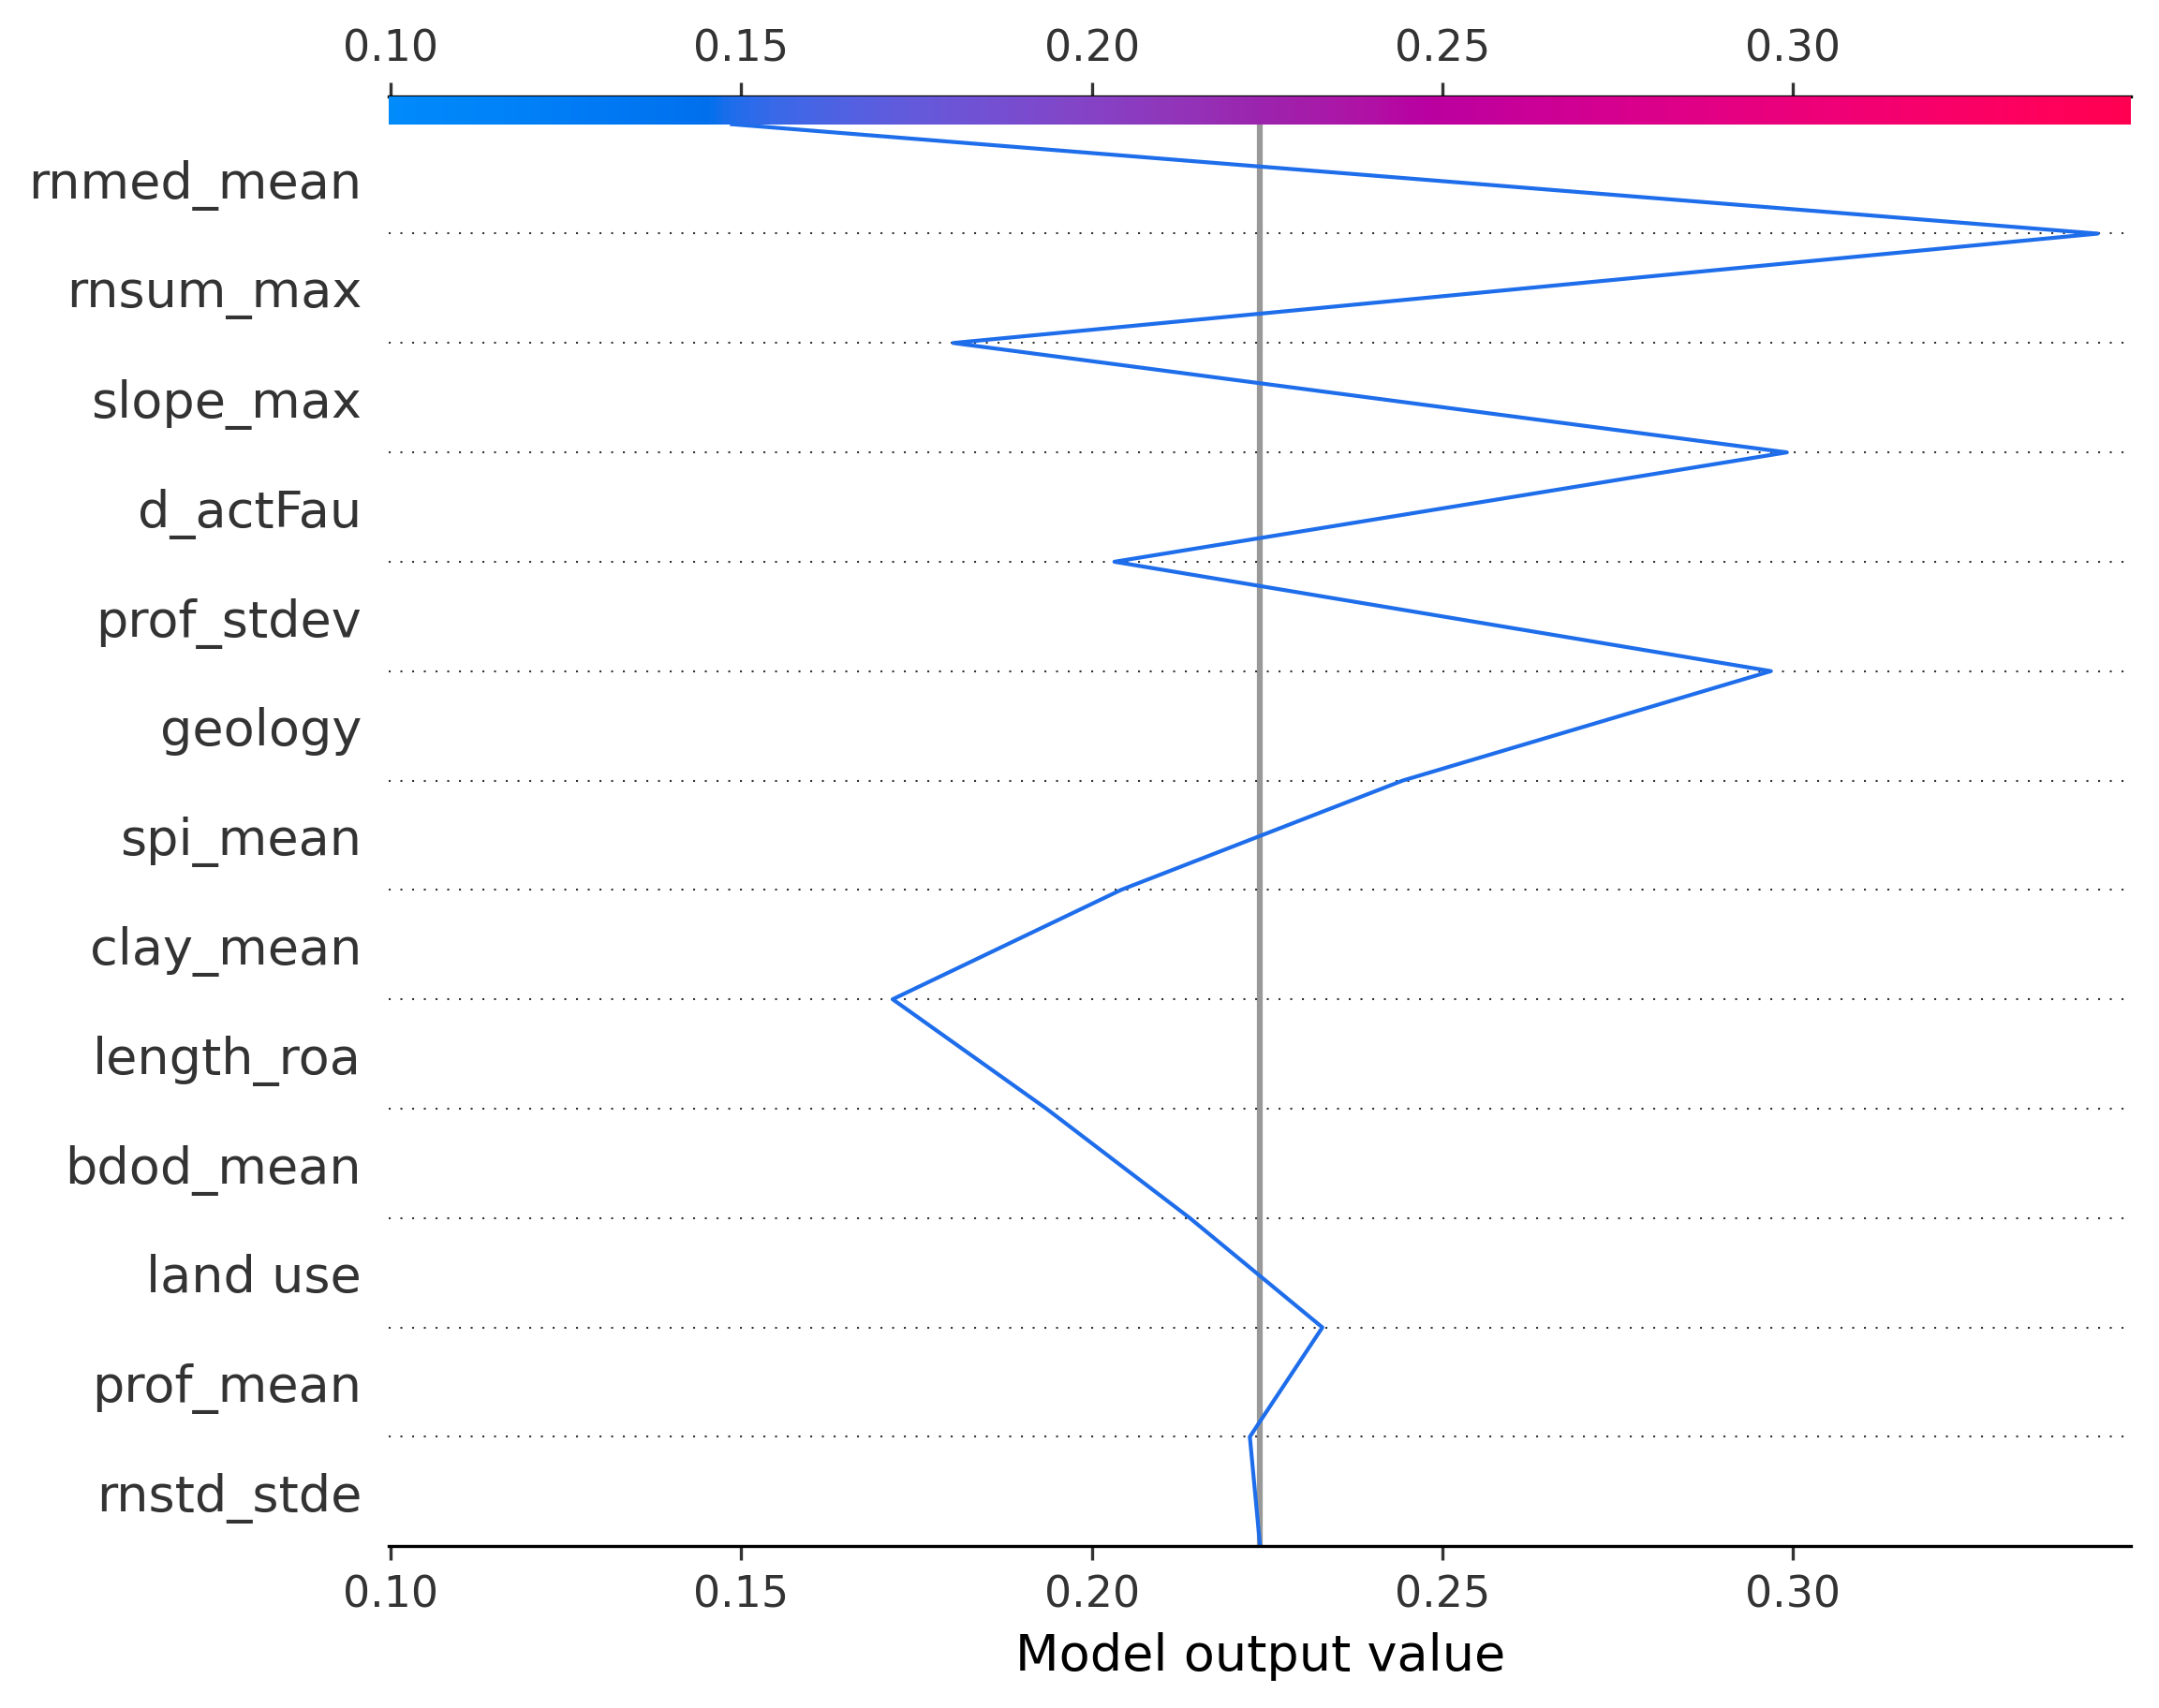 0.10 0.15 0.20 0.25 0.30
rnmed_mean
rnsum_max
slope_max
d_actFau
prof_stdev
geology
spi_mean
clay_mean
length_roa
bdod_mean
land use
prof_mean
rnstd_stde
0.10 0.15 0.20 0.25 0.30
Model output value